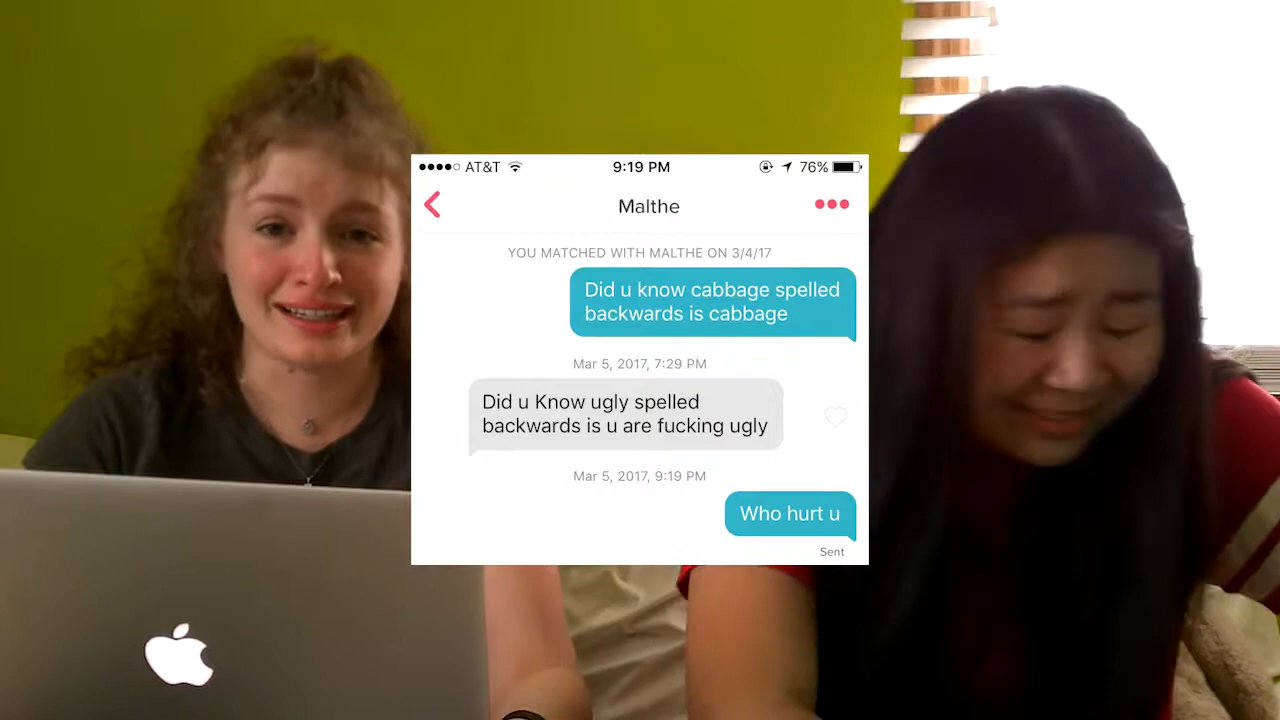 AT&T 9:19 PM 76%
Malthe
YOU MATCHED WITH MALTHE ON 3/4/17
Did u know cabbage spelled
backwards is cabbage
Mar 5, 2017, 7:29 PM
Did u Know ugly spelled
backwards is u are fucking ugly
Mar 5, 2017, 9:19 PM
Who hurt u
Sent